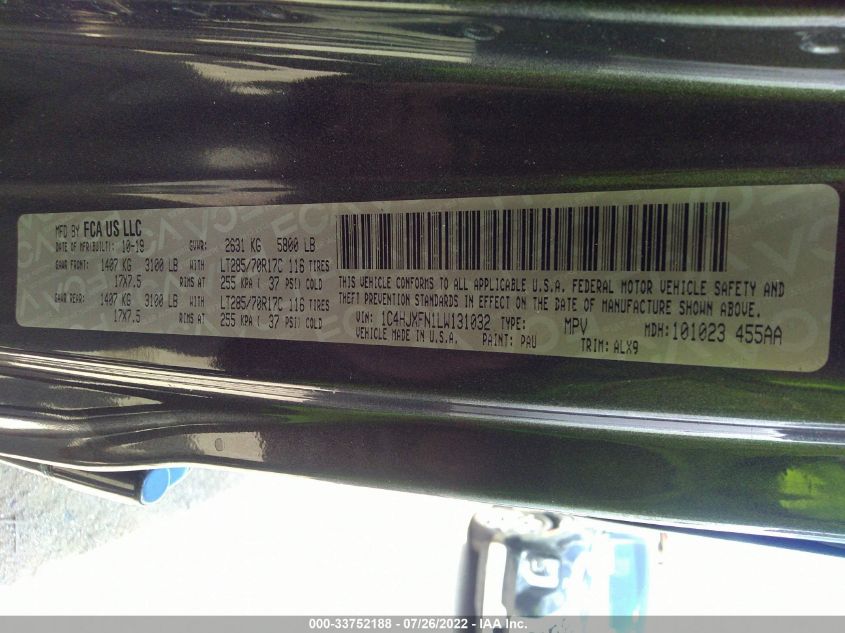 MFD BY FCA US LLC
DATE OF MFR(BUILT): 10-19 GVWR: 2631 KG 5800 LB
GAWR FRONT: 1407 KG 3100 LB WITH LT285/70R17C 116 TIRES
17X7.5 RIMS AT 255 KPA ( 37 PSI) COLD
GAWR REAR: 1407 KG 3100 LB WITH LT285/70R17C 116 TIRES
17X7.5 RIMS AT 255 KPA ( 37 PSI) COLD
THIS VEHICLE CONFORMS TO ALL APPLICABLE U.S.A. FEDERAL MOTOR VEHICLE SAFETY AND
THEFT PREVENTION STANDARDS IN EFFECT ON THE DATE OF MANUFACTURE SHOWN ABOVE.
VIN: 1C4HJXFN1LW131032 TYPE: MPV MDH:101023 455AA
VEHICLE MADE IN U.S.A. PAINT: PAU TRIM: ALX9
000-33752188 - 07/26/2022 - IAA Inc.